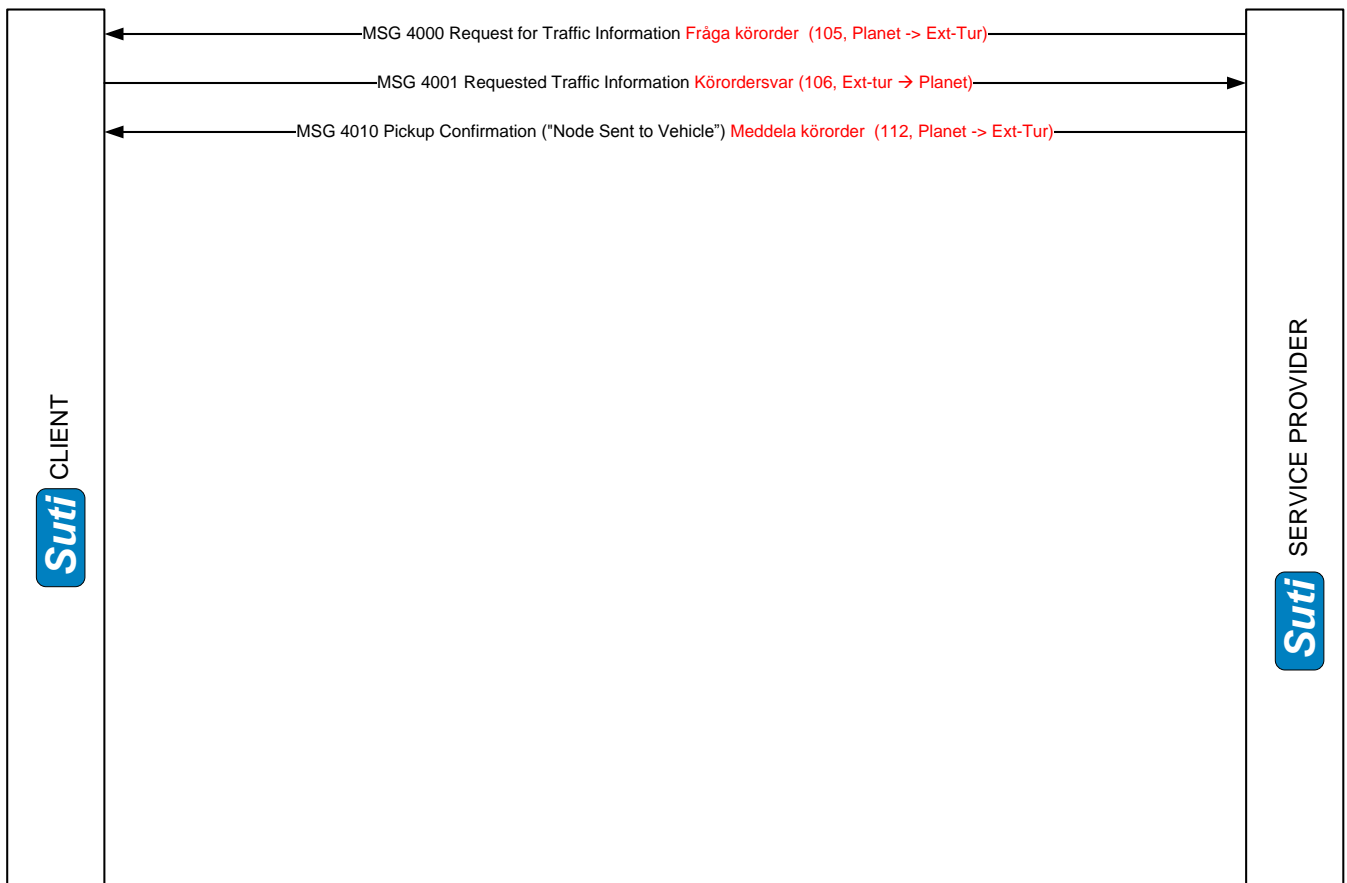 MSG 4000 Request for Traffic Information Fråga körorder (105, Planet -> Ext-Tur)
MSG 4001 Requested Traffic Information Körordersvar (106, Ext-tur → Planet)
MSG 4010 Pickup Confirmation ("Node Sent to Vehicle”) Meddela körorder (112, Planet -> Ext-Tur)
Suti CLIENT
Suti SERVICE PROVIDER